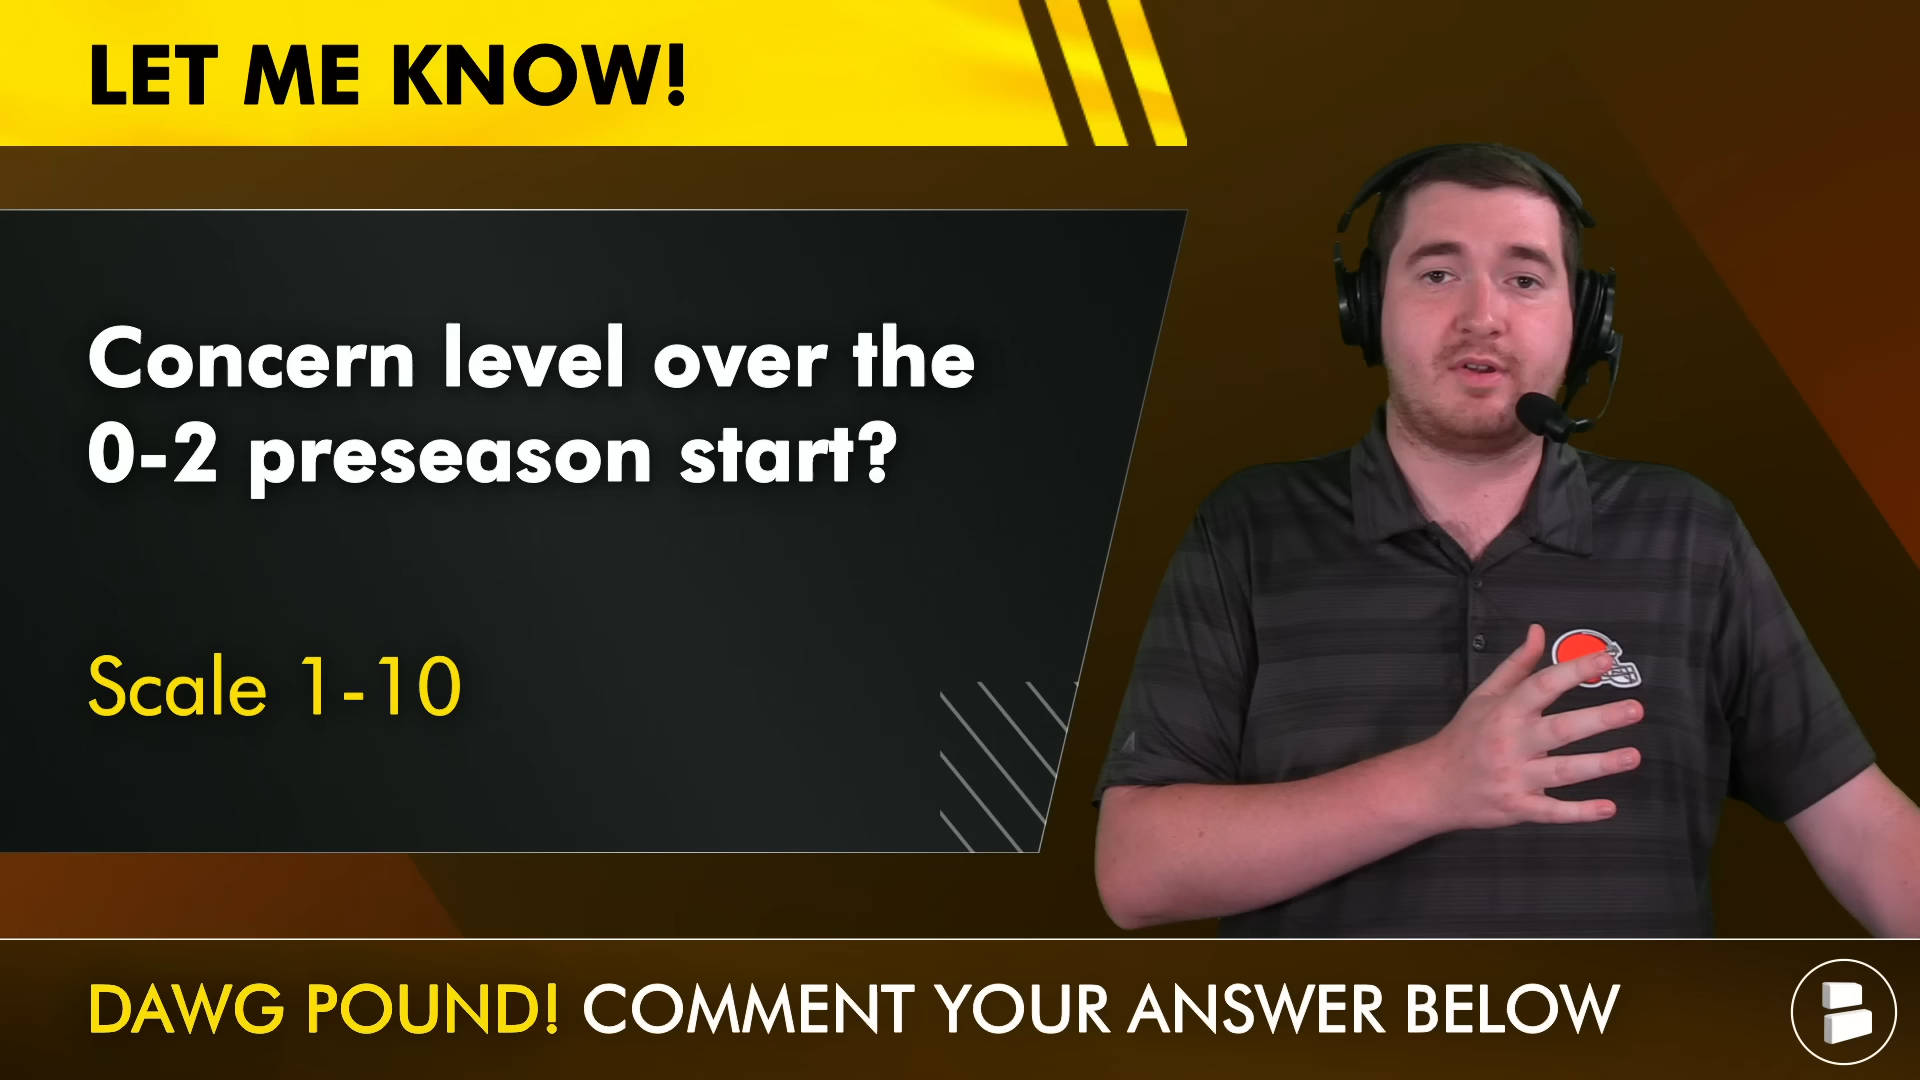 LET ME KNOW!
Concern level over the
0-2 preseason start?
Scale 1-10
DAWG POUND! COMMENT YOUR ANSWER BELOW